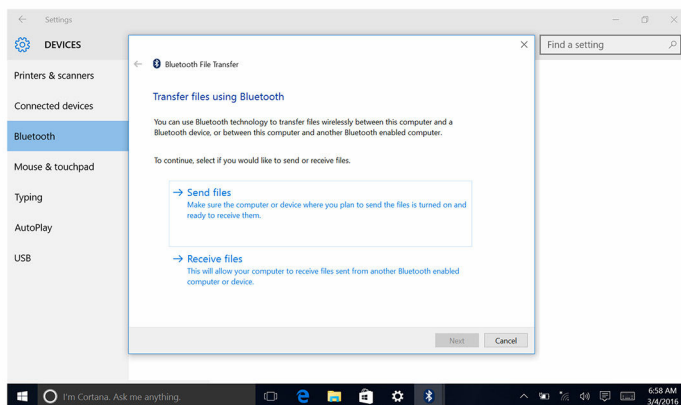 Settings
DEVICES
Find a setting
Printers & scanners
Connected devices
Bluetooth
Mouse & touchpad
Typing
AutoPlay
USB
Bluetooth File Transfer
Transfer files using Bluetooth
You can use Bluetooth technology to transfer files wirelessly between this computer and a
Bluetooth device, or between this computer and another Bluetooth enabled computer.
To continue, select if you would like to send or receive files.
Send files
Make sure the computer or device where you plan to send the files is turned on and
ready to receive them.
Receive files
This will allow your computer to receive files sent from another Bluetooth enabled
computer or device.
Next
Cancel
I'm Cortana. Ask me anything.
6:58 AM
3/4/2016